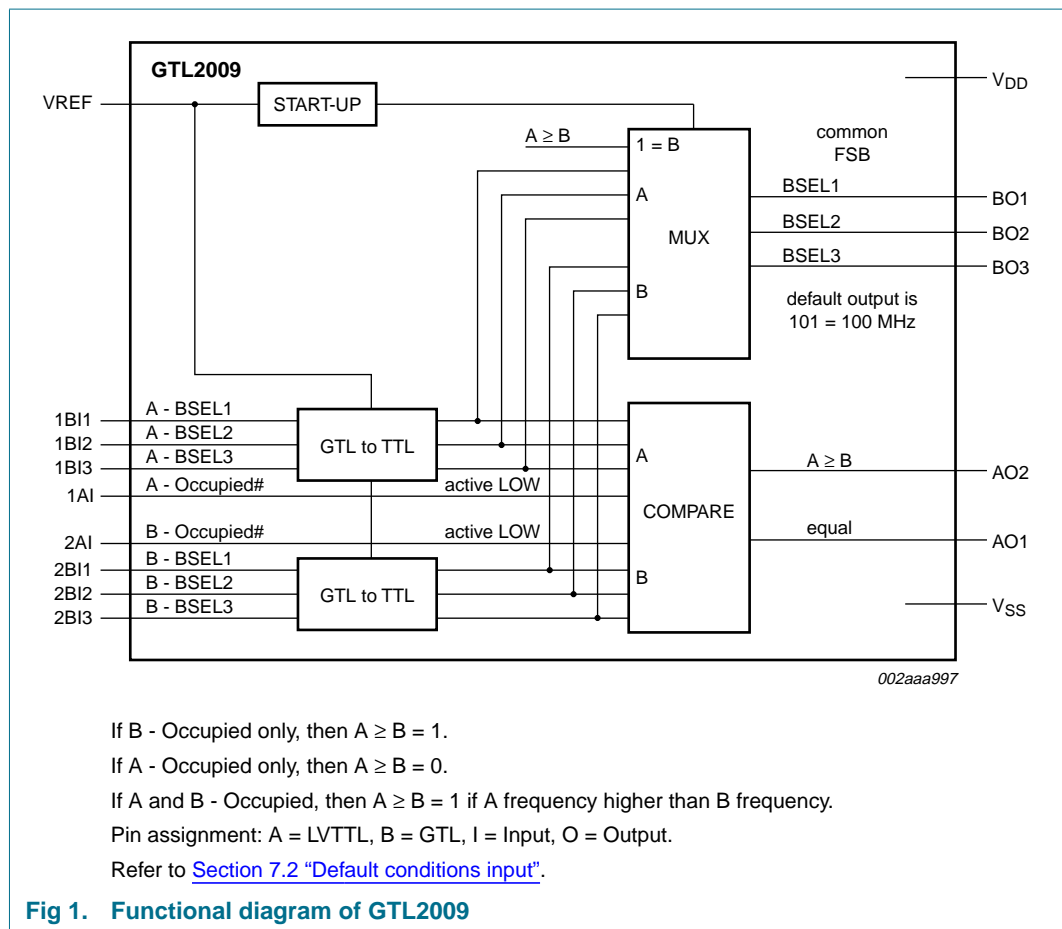 GTL2009
VREF
START-UP
V_DD
A ≥ B
1 = B
common
FSB
A
MUX
B
BSEL1
BSEL2
BSEL3
BO1
BO2
BO3
default output is
101 = 100 MHz
1BI1
1BI2
1BI3
1AI
A - BSEL1
A - BSEL2
A - BSEL3
A - Occupied#
GTL to TTL
active LOW
2AI
2BI1
2BI2
2BI3
B - Occupied#
B - BSEL1
B - BSEL2
B - BSEL3
active LOW
GTL to TTL
A
COMPARE
B
A ≥ B
equal
AO2
AO1
V_SS
002aaa997
If B - Occupied only, then A ≥ B = 1.
If A - Occupied only, then A ≥ B = 0.
If A and B - Occupied, then A ≥ B = 1 if A frequency higher than B frequency.
Pin assignment: A = LVTTL, B = GTL, I = Input, O = Output.
Refer to Section 7.2 “Default conditions input”.
Fig 1. Functional diagram of GTL2009